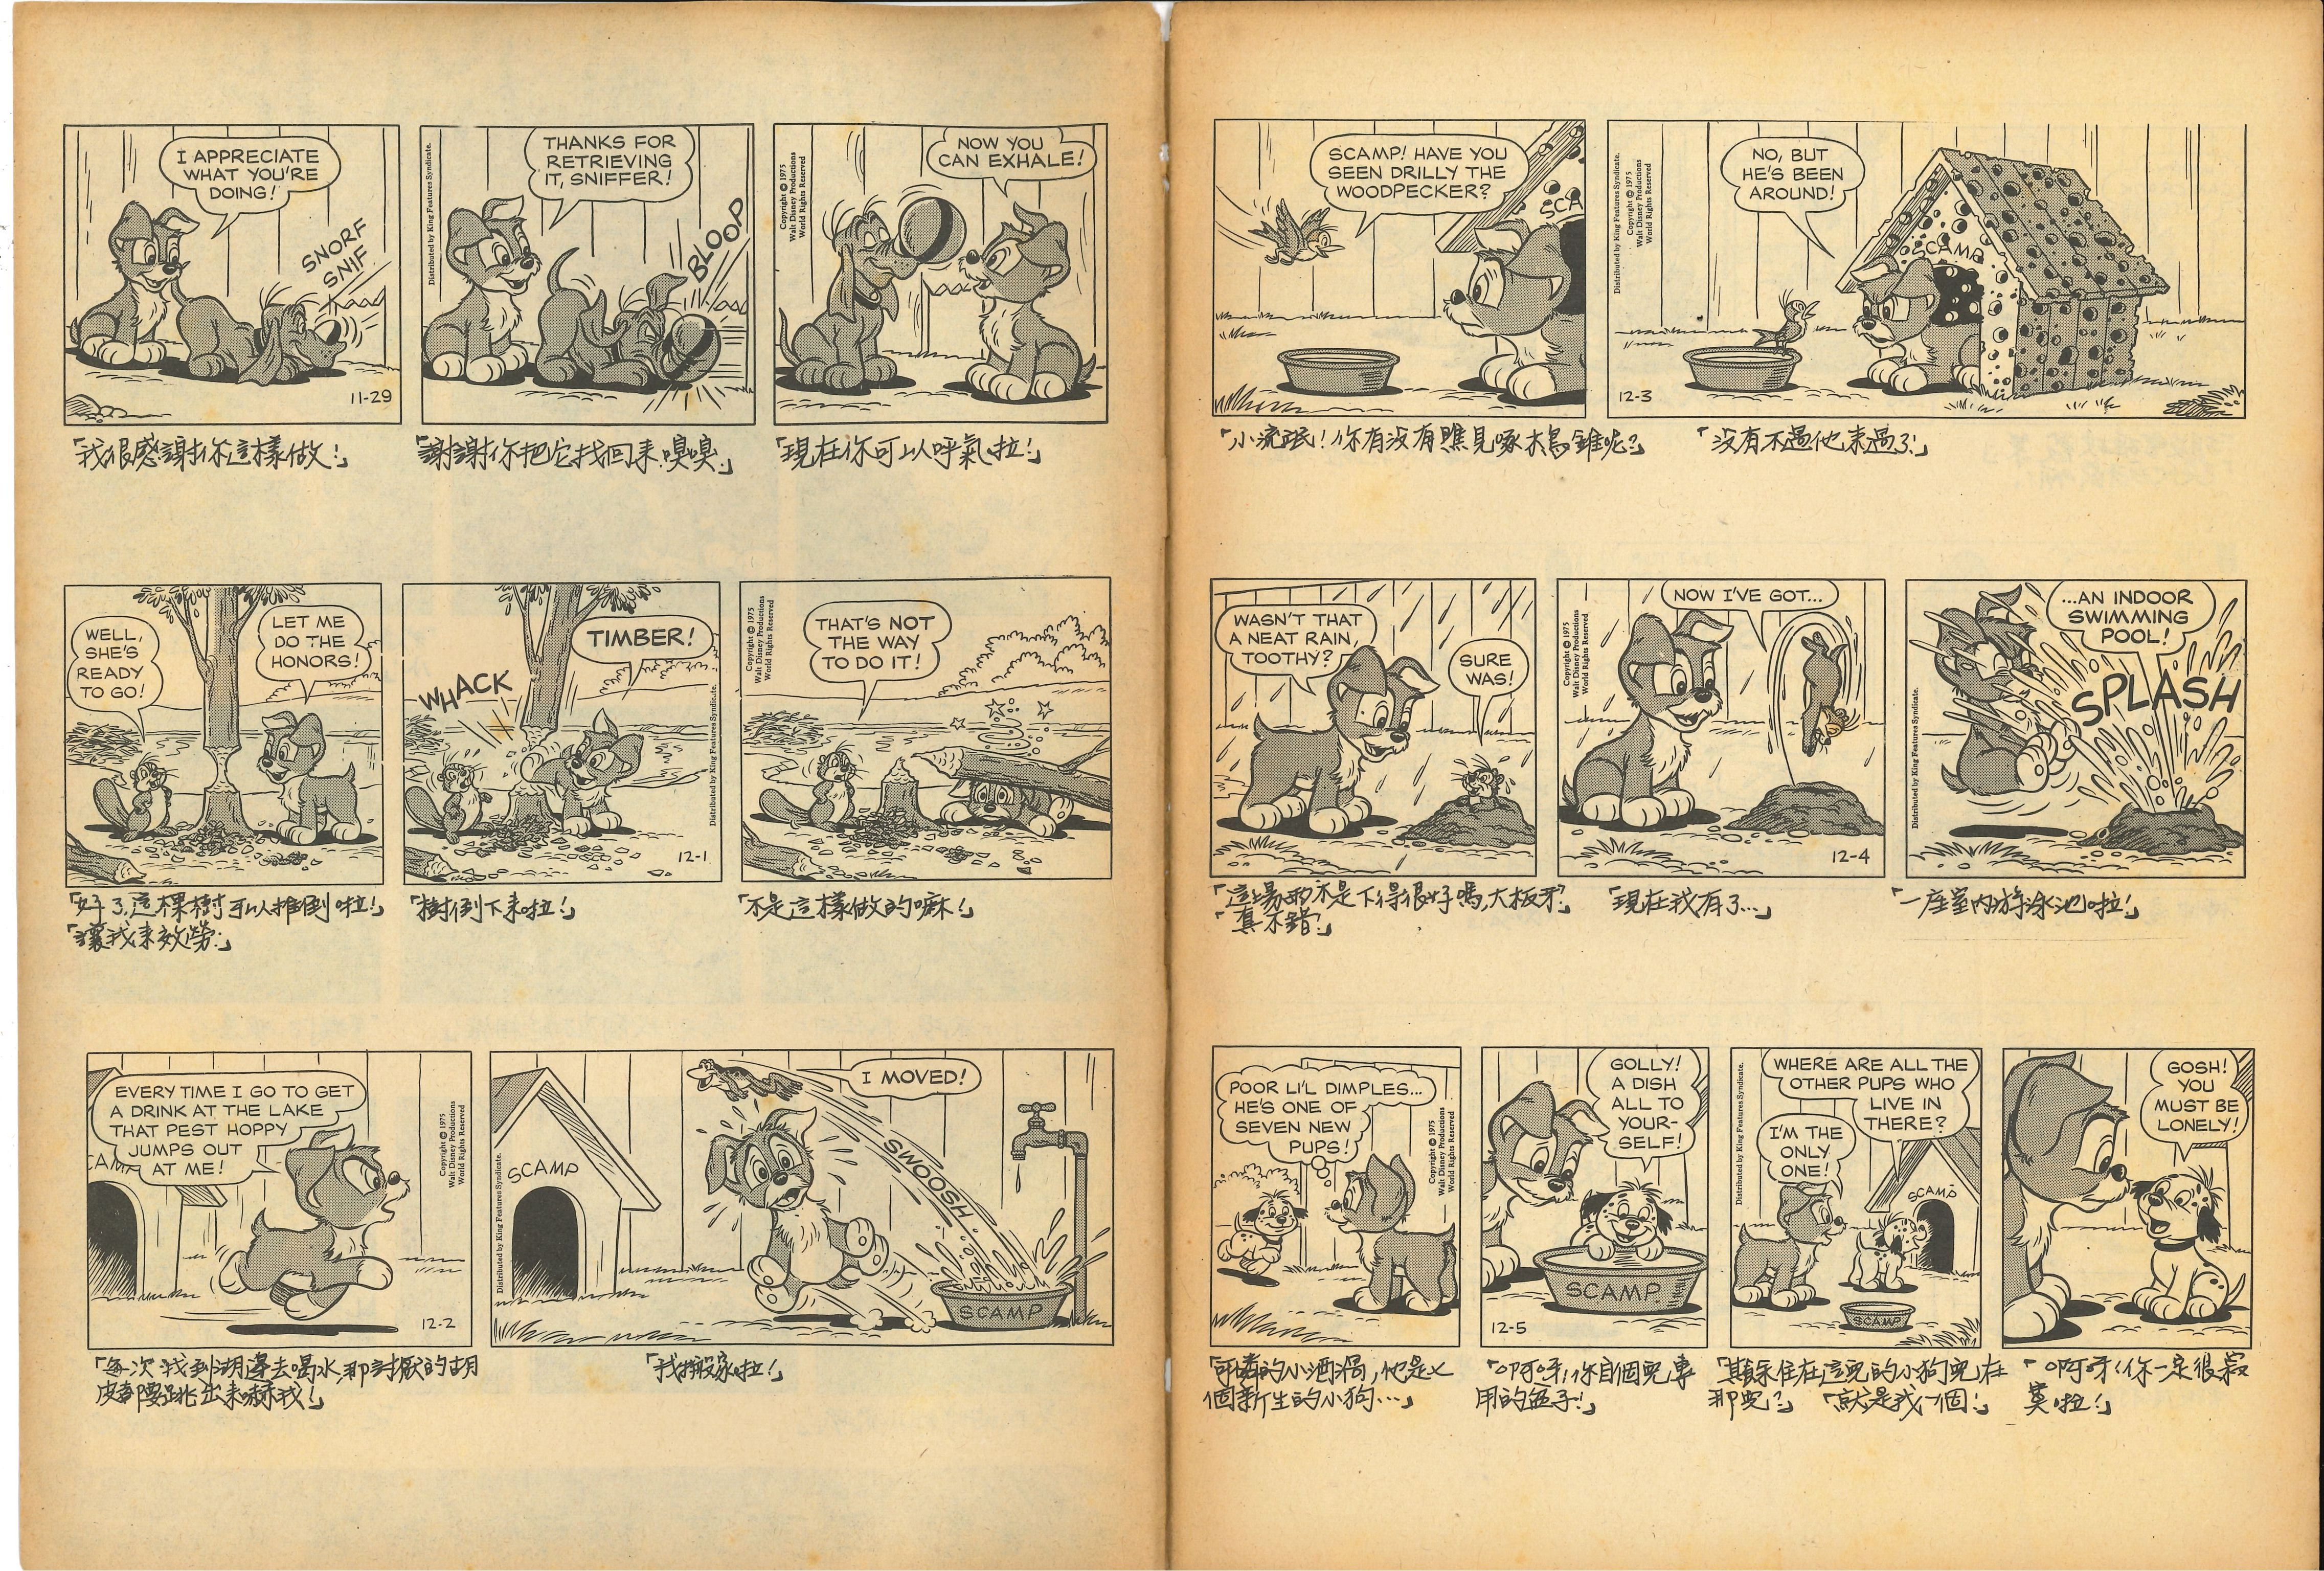 I APPRECIATE
WHAT YOU'RE
DOING!
SNORF
SNIF
11-29
「我很感謝你這樣做!」
Distributed by King Features Syndicate.
THANKS FOR
RETRIEVING
IT, SNIFFER!
BLOOP
「謝謝你把它找回來.嗅嗅.」
Copyright © 1975
Walt Disney Productions
World Rights Reserved
NOW YOU
CAN EXHALE!
「現在你可以呼氣拉!」
WELL,
SHE'S
READY
TO GO!
LET ME
DO THE
HONORS!
「好了,這棵樹可以推倒啦!」
「讓我來效勞.」
WHACK
TIMBER!
Distributed by King Features Syndicate.
12-1
「樹倒下来啦!」
Copyright © 1975
Walt Disney Productions
World Rights Reserved
THAT'S NOT
THE WAY
TO DO IT!
「不是這樣做的嘛!」
EVERY TIME I GO TO GET
A DRINK AT THE LAKE
THAT PEST HOPPY
JUMPS OUT
AT ME!
CAMP
Copyright © 1975
Walt Disney Productions
World Rights Reserved
12-2
「每次我到湖邊去喝水,那討厭的胡
皮都要跳出来嚇我!」
Distributed by King Features Syndicate.
SCAMP
I MOVED!
SWOOSH
SCAMP
「我搬家啦!」
SCAMP! HAVE YOU
SEEN DRILLY THE
WOODPECKER?
SCA
「小流氓!你有沒有瞧見啄木鳥錐呢?」
Distributed by King Features Syndicate.
Copyright © 1975
Walt Disney Productions
World Rights Reserved
NO, BUT
HE'S BEEN
AROUND!
SCAMP
12-3
「沒有不過他来過了!」
WASN'T THAT
A NEAT RAIN,
TOOTHY?
SURE
WAS!
「這場雨不是下得很好嗎,大板牙?」
「真不錯.」
Copyright © 1975
Walt Disney Productions
World Rights Reserved
NOW I'VE GOT...
12-4
「現在我有了...」
Distributed by King Features Syndicate.
...AN INDOOR
SWIMMING
POOL!
SPLASH
「一座室內游泳池啦!」
POOR LI'L DIMPLES...
HE'S ONE OF
SEVEN NEW
PUPS!
Copyright © 1975
Walt Disney Productions
World Rights Reserved
「可憐的小酒渦,他是七
個新生的小狗...」
GOLLY!
A DISH
ALL TO
YOUR-
SELF!
SCAMP
12-5
「啊呀!你自個兒專
用的盆子!」
Distributed by King Features Syndicate.
WHERE ARE ALL THE
OTHER PUPS WHO
LIVE IN
THERE?
I'M THE
ONLY
ONE!
SCAMP
SCAMP
「其餘住在這兒的小狗兒在
那兒?」 「就是我一個!」
GOSH!
YOU
MUST BE
LONELY!
「啊呀!你一定很寂
寞啦!」